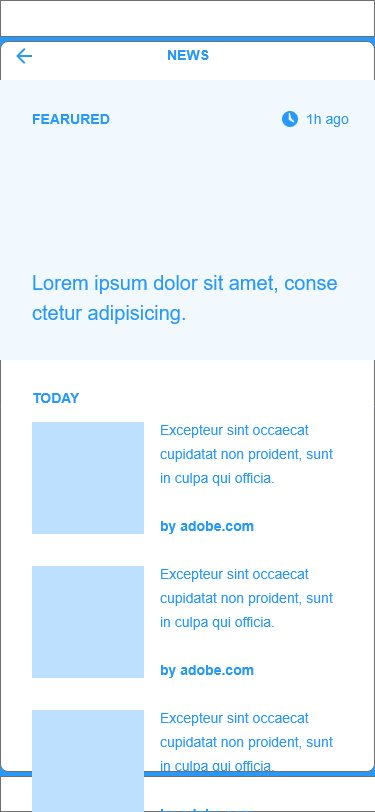 NEWS
FEARURED
1h ago
Lorem ipsum dolor sit amet, conse
ctetur adipisicing.
TODAY
Excepteur sint occaecat
cupidatat non proident, sunt
in culpa qui officia.
by adobe.com
Excepteur sint occaecat
cupidatat non proident, sunt
in culpa qui officia.
by adobe.com
Excepteur sint occaecat
cupidatat non proident, sunt
in culpa qui officia.